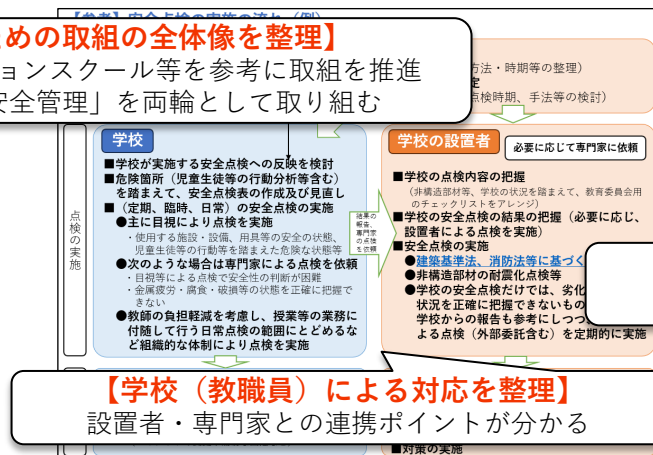 【参考】安全点検の実施の流れ（例）
ための取組の全体像を整理】
ョンスクール等を参考に取組を推進
安全管理」を両輪として取り組む
方法・時期等の整理）
定
点検時期、手法等の検討）
点検の実施
学校
■学校が実施する安全点検への反映を検討
■危険箇所（児童生徒等の行動分析等含む）
を踏まえて、安全点検表の作成及び見直し
■（定期、臨時、日常）の安全点検の実施
●主に目視により点検を実施
・使用する施設・設備、用具等の安全の状態、
児童生徒等の行動等を踏まえた危険な状態等
●次のような場合は専門家による点検を依頼
・目視等による点検で安全性の判断が困難
・金属疲労・腐食・破損等の状態を正確に把握で
きない
●教師の負担軽減を考慮し、授業等の業務に
付随して行う日常点検の範囲にとどめるな
ど組織的な体制により点検を実施
結果の
報告、
専門家
の点検
を依頼
学校の設置者
必要に応じて専門家に依頼
■学校の点検内容の把握
（非構造部材等、学校の状況を踏まえて、教育委員会用
のチェックリストをアレンジ）
■学校の安全点検の結果の把握（必要に応じ、
設置者による点検を実施）
■安全点検の実施
●建築基準法、消防法等に基づく
●非構造部材の耐震化点検等
●学校の安全点検だけでは、劣化
状況を正確に把握できないもの
学校からの報告も参考にしつつ
よる点検（外部委託含む）を定期的に実施
【学校（教職員）による対応を整理】
設置者・専門家との連携ポイントが分かる
■対策の実施